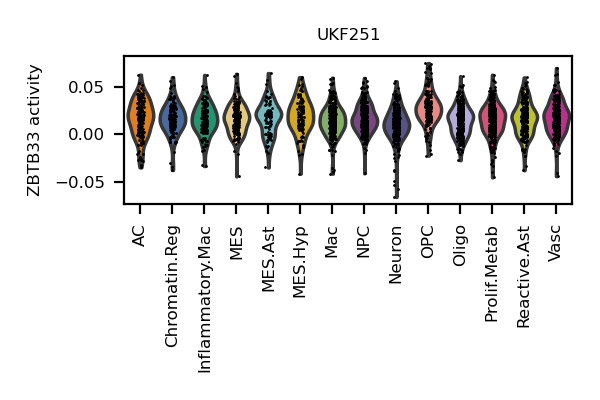 UKF251
ZBTB33 activity
0.05
0.00
−0.05
AC
Chromatin.Reg
Inflammatory.Mac
MES
MES.Ast
MES.Hyp
Mac
NPC
Neuron
OPC
Oligo
Prolif.Metab
Reactive.Ast
Vasc